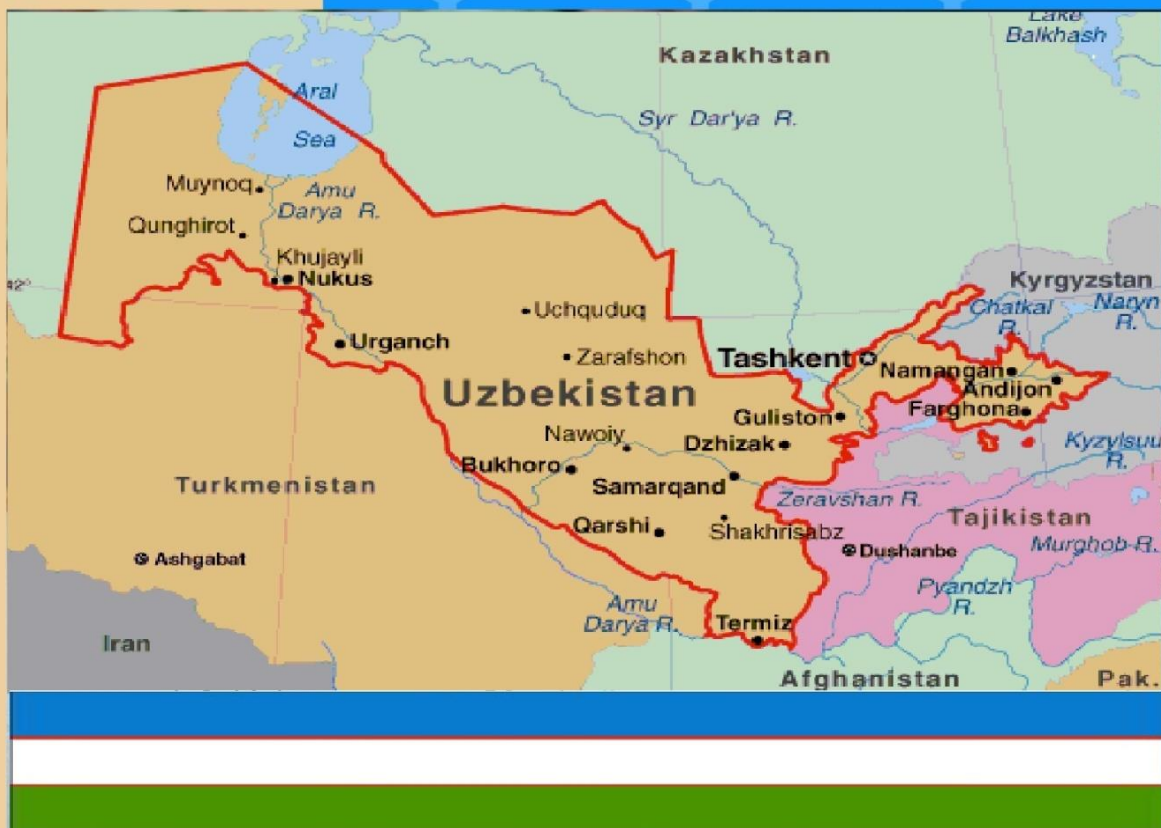 Lake
Balkhash
Kazakhstan
Aral
Sea
Syr Dar'ya R.
Muynoq
Amu
Darya R.
Qunghirot
Khujayli
Nukus
42°
Kyrgyzstan
Chatkal
R.
Naryn
R.
Uchquduq
Urganch
Zarafshon
Tashkent
Namangan
Andijon
Uzbekistan
Farghona
Guliston
Nawoiy
Dzhizak
Kyzylsuu
R.
Bukhoro
Samarqand
Turkmenistan
Zeravshan R.
Qarshi
Shakhrisabz
Tajikistan
Ashgabat
Dushanbe
Murghob R.
Pyandzh
R.
Amu
Darya R.
Termiz
Iran
Afghanistan
Pak.